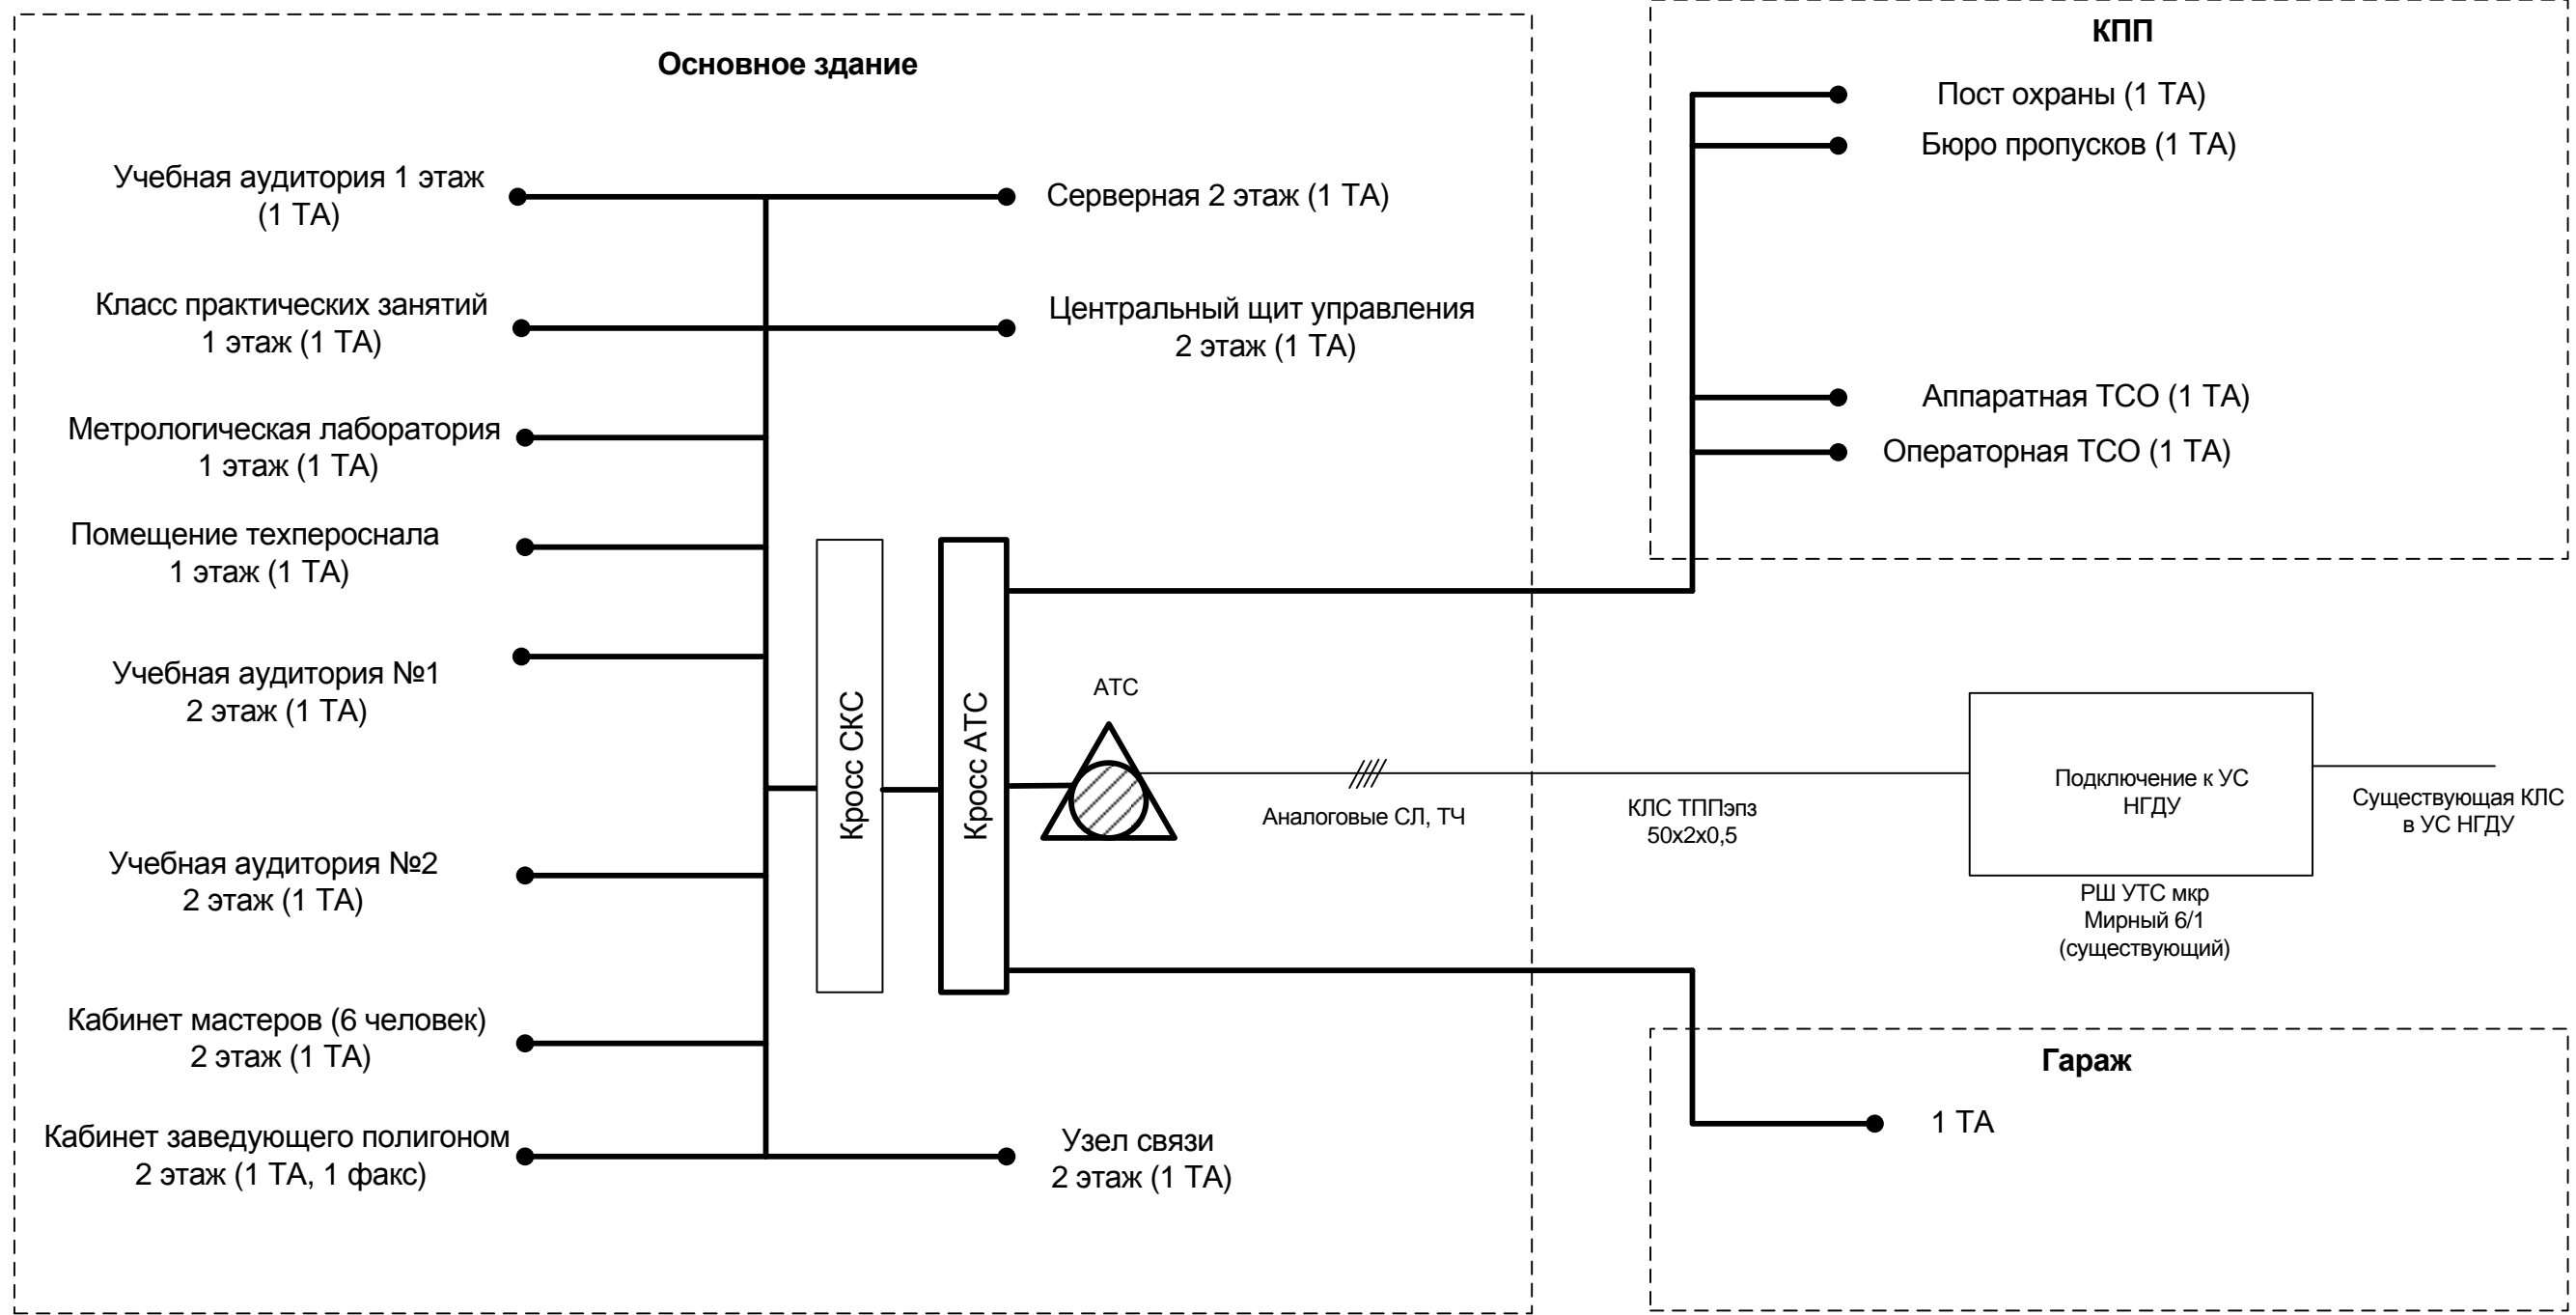 Основное здание
Учебная аудитория 1 этаж
(1 ТА)
Серверная 2 этаж (1 ТА)
Класс практических занятий
1 этаж (1 ТА)
Центральный щит управления
2 этаж (1 ТА)
Метрологическая лаборатория
1 этаж (1 ТА)
Помещение техпероснала
1 этаж (1 ТА)
Учебная аудитория №1
2 этаж (1 ТА)
Учебная аудитория №2
2 этаж (1 ТА)
Кабинет мастеров (6 человек)
2 этаж (1 ТА)
Кабинет заведующего полигоном
2 этаж (1 ТА, 1 факс)
Узел связи
2 этаж (1 ТА)
Кросс СКС
Кросс АТС
АТС
Аналоговые СЛ, ТЧ
КЛС ТППэпз
50х2х0,5
Подключение к УС
НГДУ
РШ УТС мкр
Мирный 6/1
(существующий)
Существующая КЛС
в УС НГДУ
КПП
Пост охраны (1 ТА)
Бюро пропусков (1 ТА)
Аппаратная ТСО (1 ТА)
Операторная ТСО (1 ТА)
Гараж
1 ТА